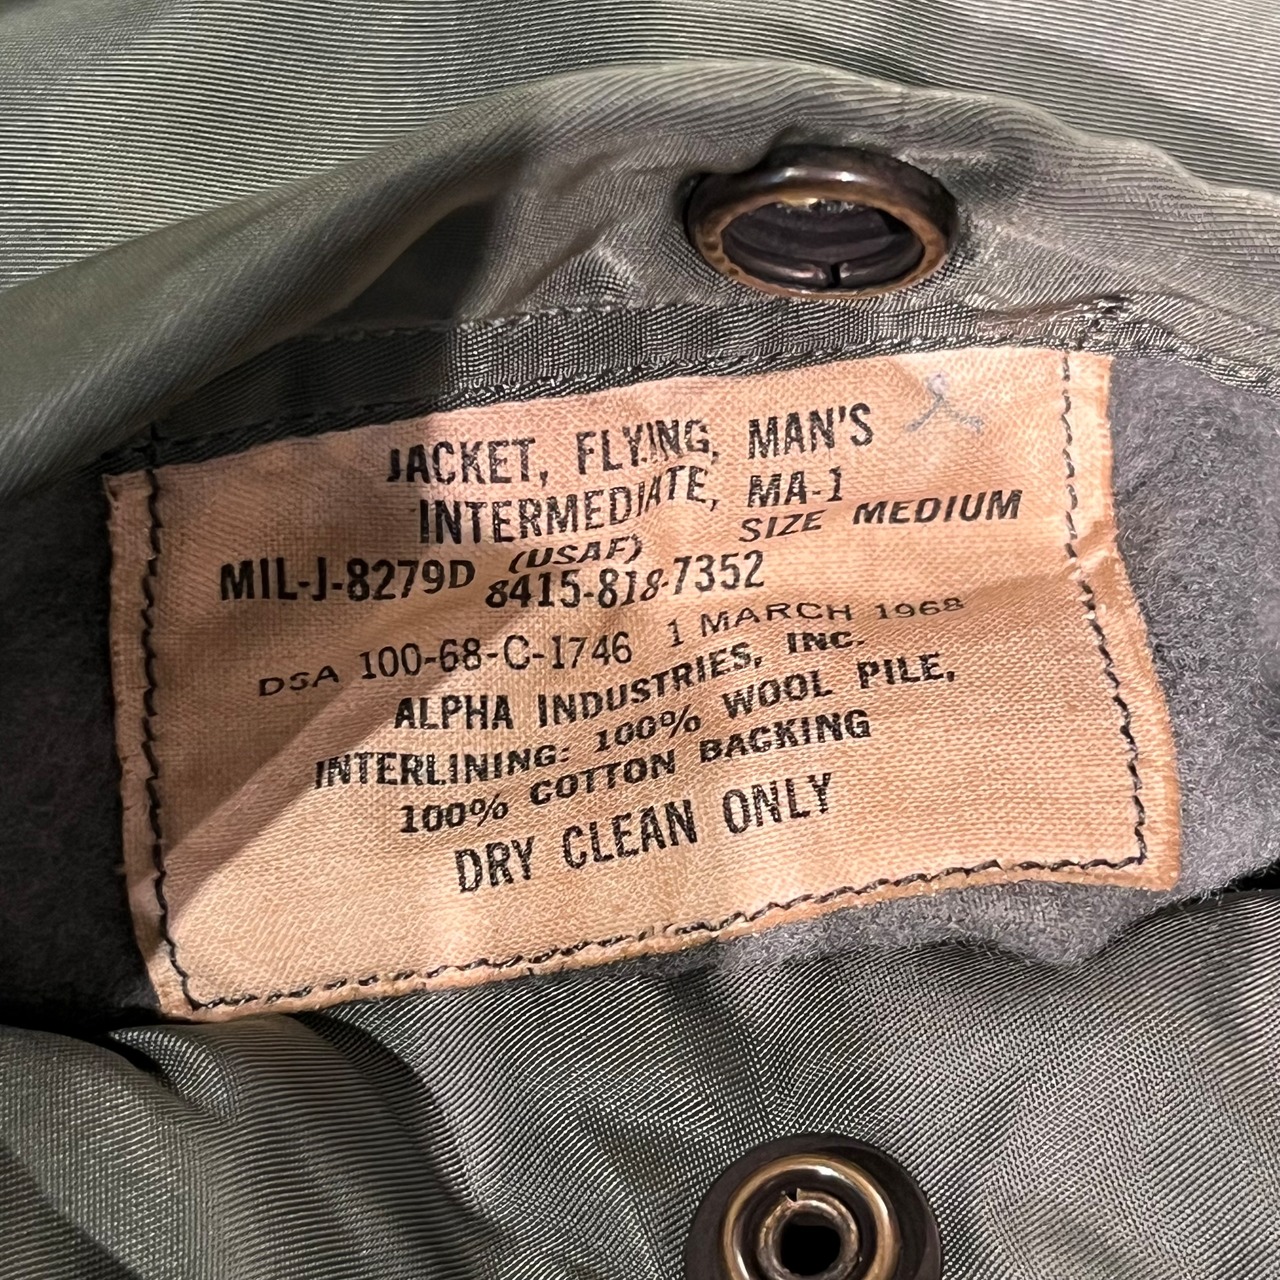 JACKET, FLYING, MAN'S
INTERMEDIATE, MA-1
SIZE MEDIUM
MIL-J-8279D (USAF)
8415-818-7352
DSA 100-68-C-1746 1 MARCH 1968
ALPHA INDUSTRIES, INC.
INTERLINING: 100% WOOL PILE,
100% COTTON BACKING
DRY CLEAN ONLY